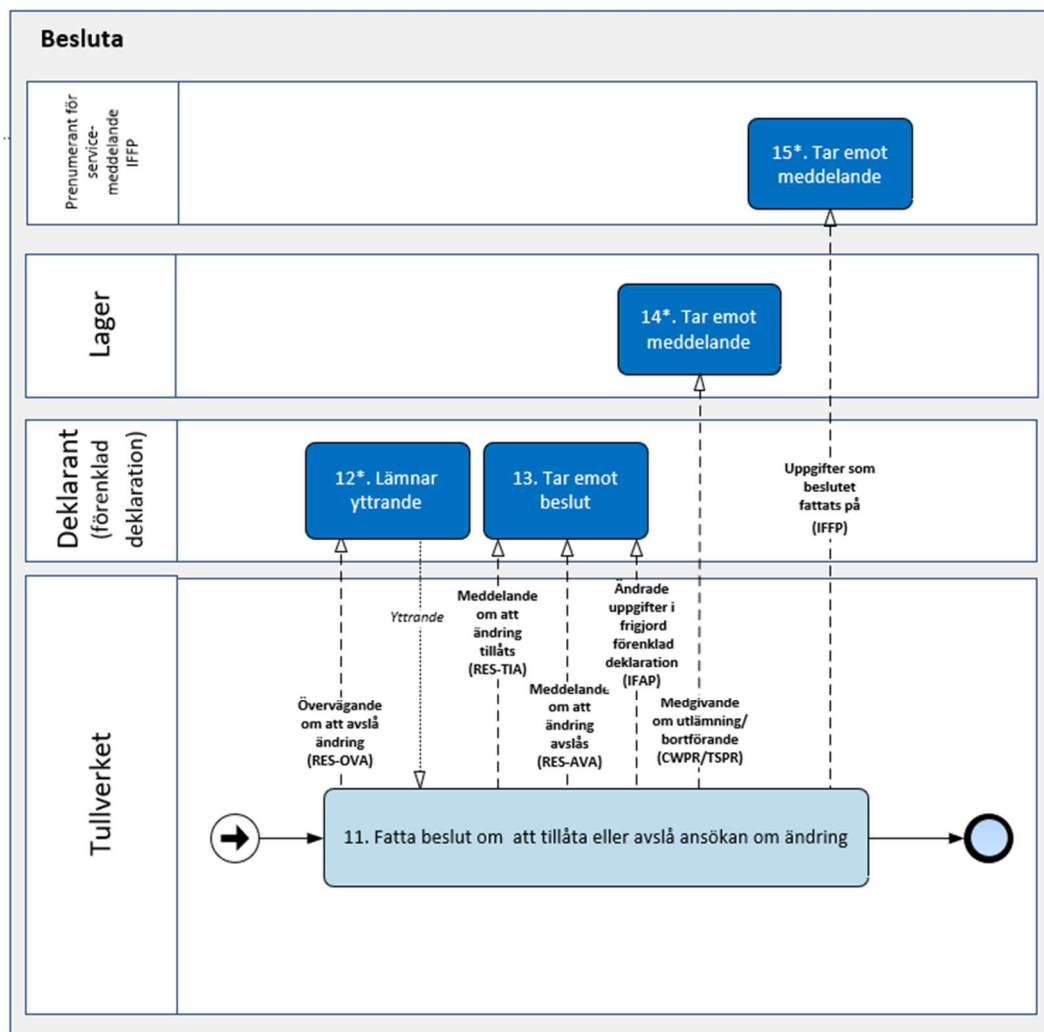 Besluta
Prenumerant för
service-
meddelande
IFFP
15*. Tar emot
meddelande
Lager
14*. Tar emot
meddelande
Deklarant
(förenklad
deklaration)
12*. Lämnar
yttrande
13. Tar emot
beslut
Uppgifter som
beslutet
fattats på
(IFFP)
Tullverket
Övervägande
om att avslå
ändring
(RES-OVA)
Yttrande
Meddelande
om att
ändring
tillåts
(RES-TIA)
Meddelande
om att
ändring
avslås
(RES-AVA)
Ändrade
uppgifter i
frigjord
förenklad
deklaration
(IFAP)
Medgivande
om utlämning/
bortförande
(CWPR/TSPR)
11. Fatta beslut om  att tillåta eller avslå ansökan om ändring